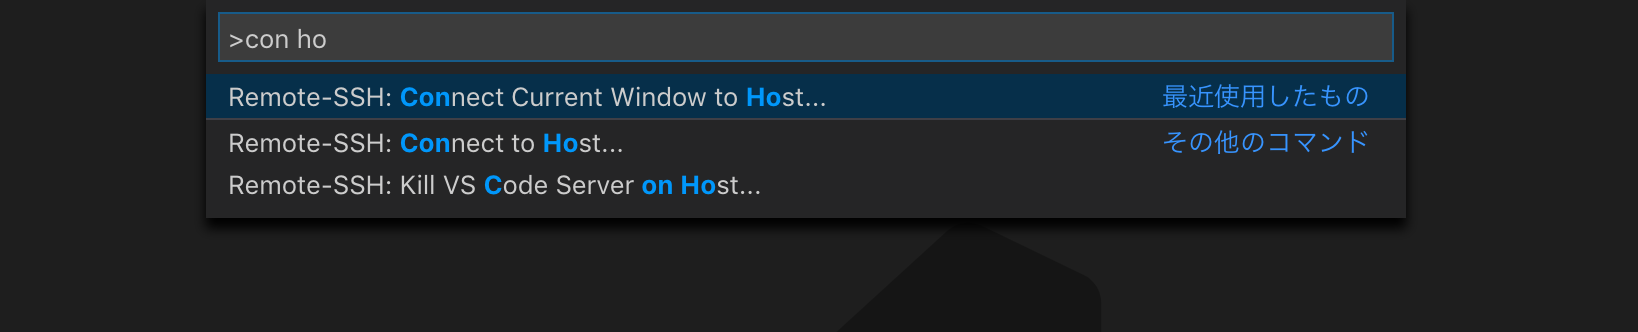 >con ho
Remote-SSH: Connect Current Window to Host... 最近使用したもの
Remote-SSH: Connect to Host... その他のコマンド
Remote-SSH: Kill VS Code Server on Host...